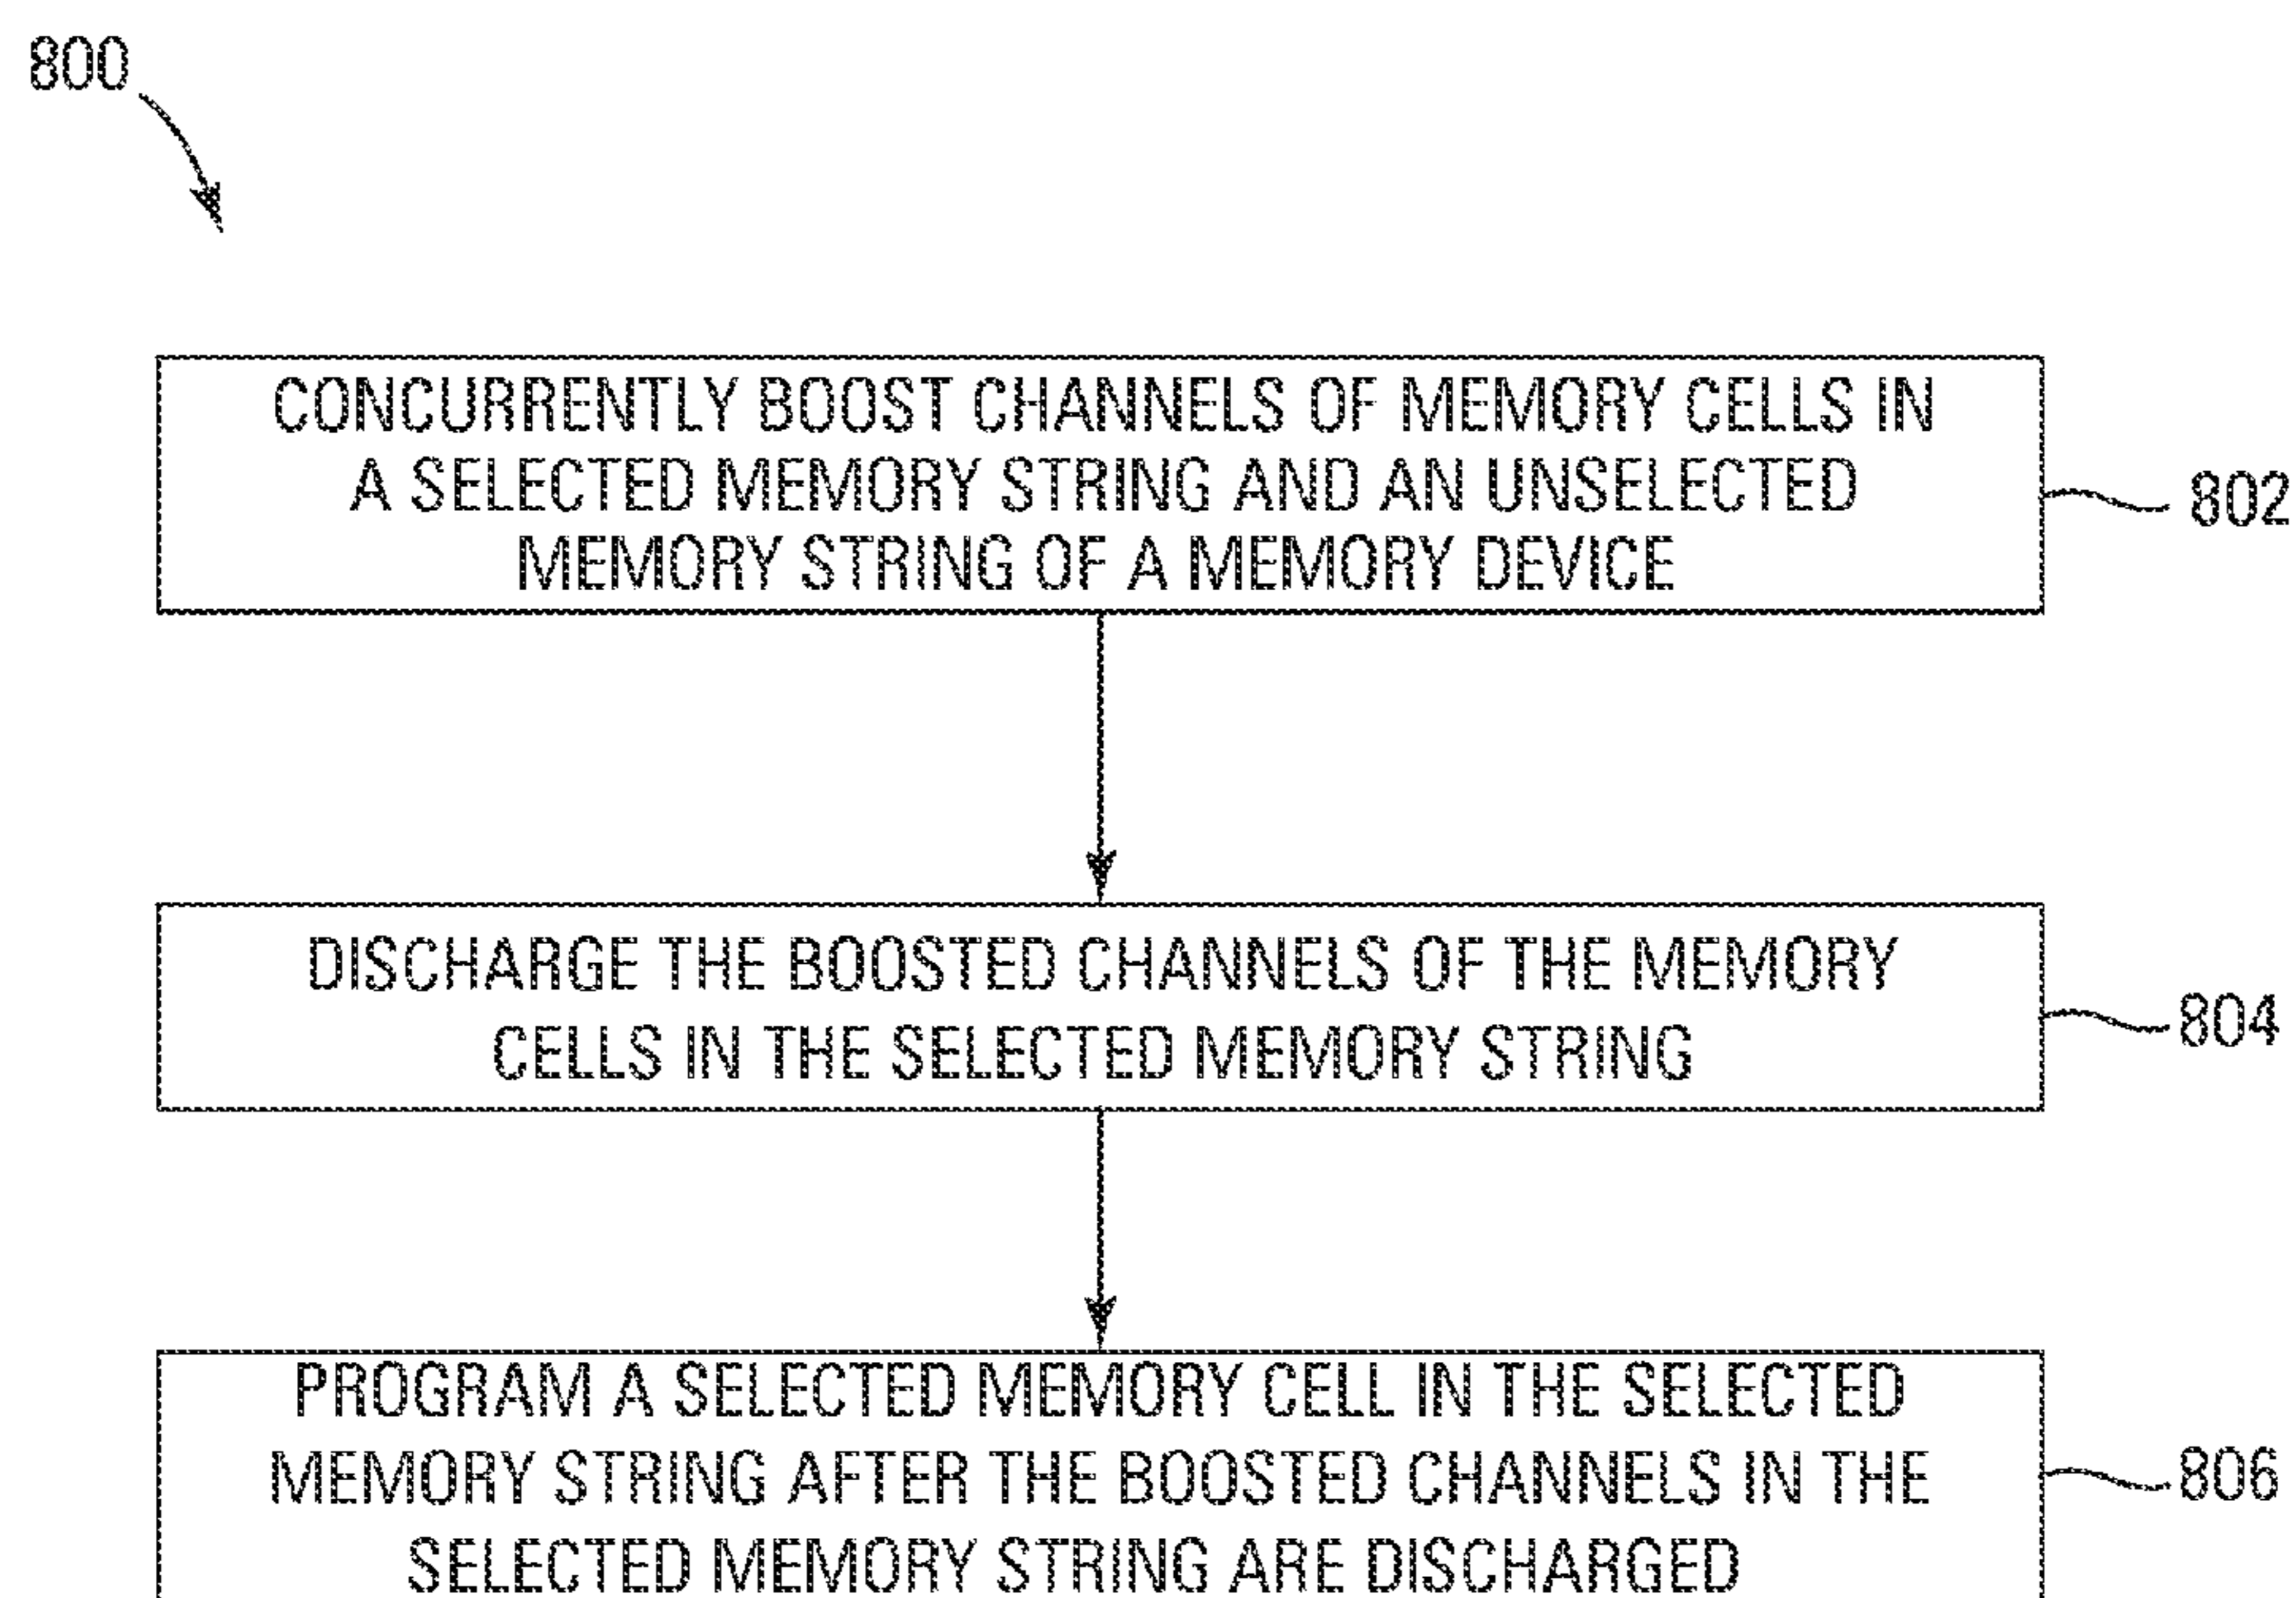 800
CONCURRENTLY BOOST CHANNELS OF MEMORY CELLS IN
A SELECTED MEMORY STRING AND AN UNSELECTED
MEMORY STRING OF A MEMORY DEVICE
802
DISCHARGE THE BOOSTED CHANNELS OF THE MEMORY
CELLS IN THE SELECTED MEMORY STRING
804
PROGRAM A SELECTED MEMORY CELL IN THE SELECTED
MEMORY STRING AFTER THE BOOSTED CHANNELS IN THE
SELECTED MEMORY STRING ARE DISCHARGED
806